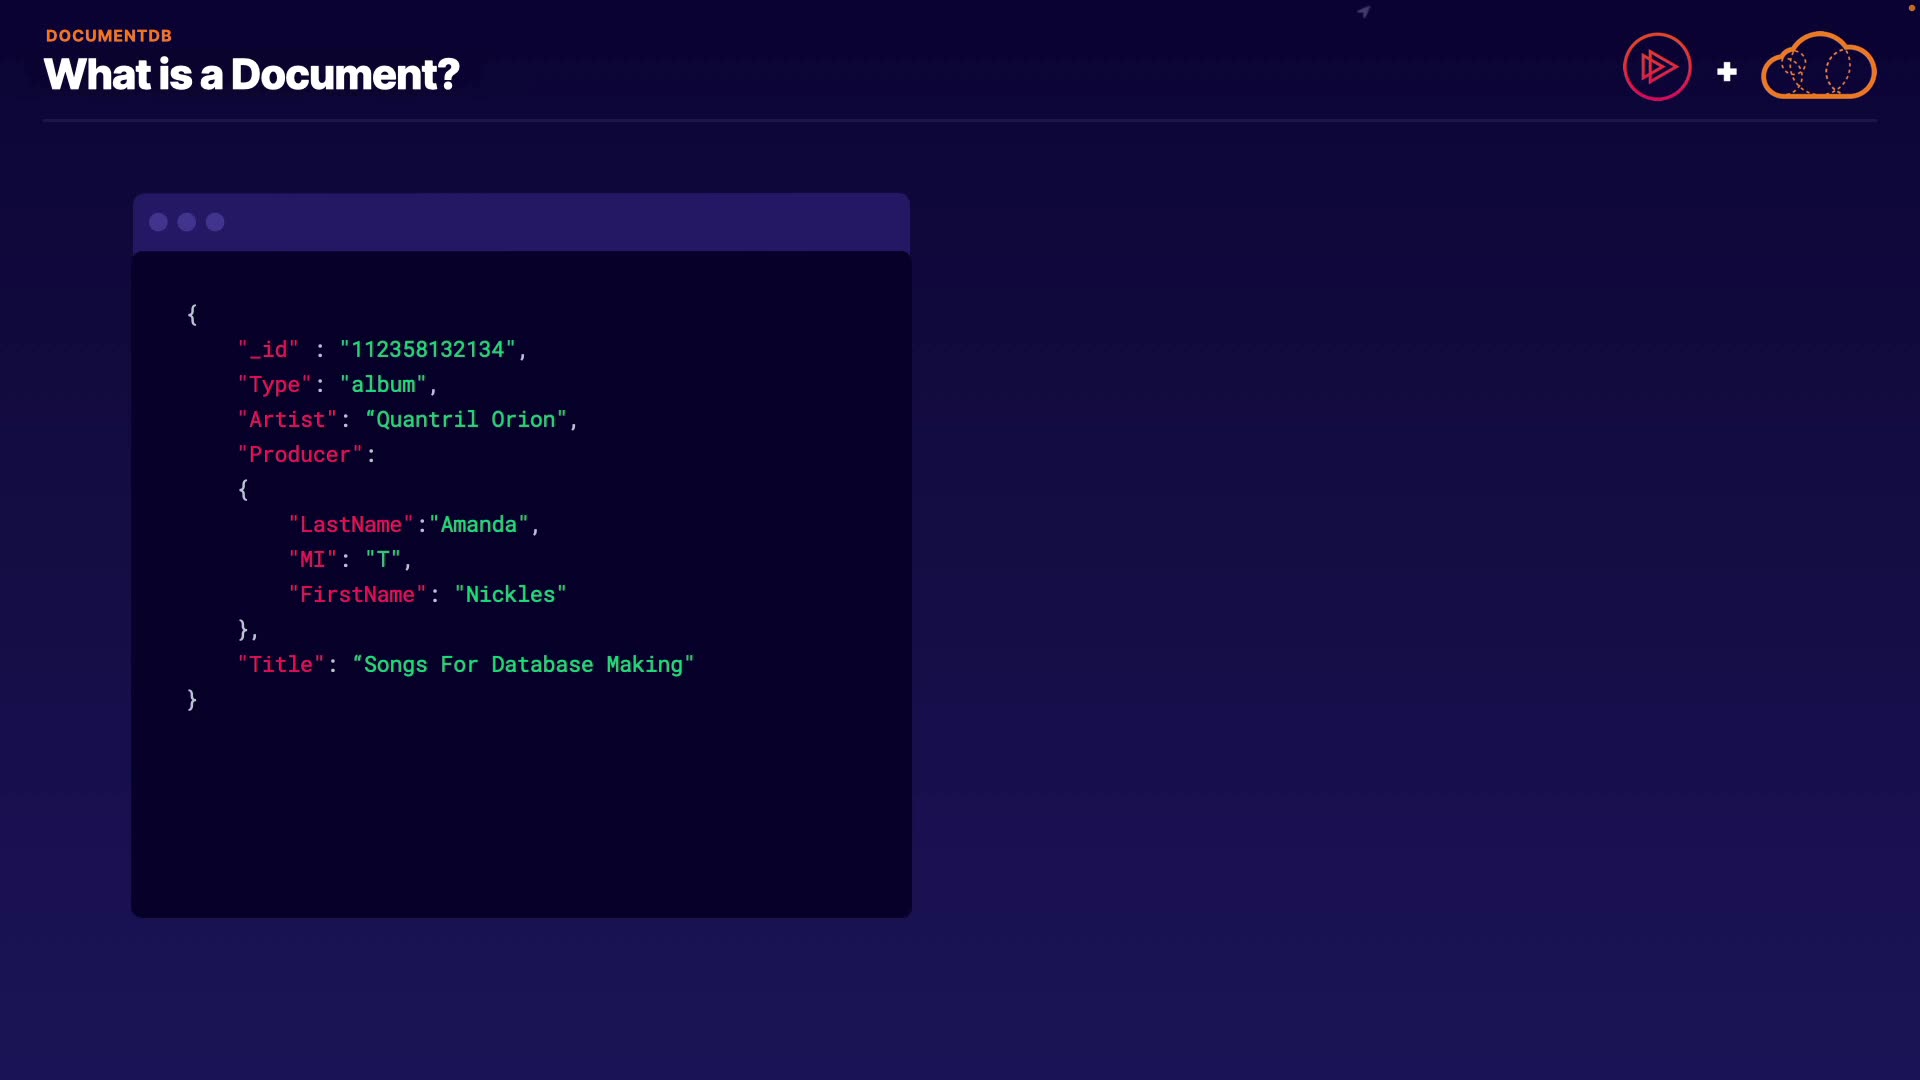 DOCUMENTDB
What is a Document?
{
"_id" : "112358132134",
"Type": "album",
"Artist": “Quantril Orion",
"Producer":
{
"LastName":"Amanda",
"MI": "T",
"FirstName": "Nickles"
},
"Title": “Songs For Database Making"
}